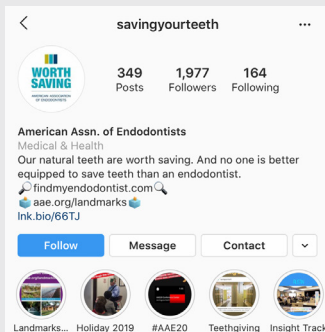 savingyourteeth
WORTH
SAVING
AMERICAN ASSOCIATION
OF ENDODONTISTS
349 1,977 164
Posts Followers Following
American Assn. of Endodontists
Medical & Health
Our natural teeth are worth saving. And no one is better
equipped to save teeth than an endodontist.
🔎findmyendodontist.com🔍
🗳aae.org/landmarks🗳
lnk.bio/66TJ
Follow Message Contact
Landmarks... Holiday 2019 #AAE20 Teethgiving Insight Track